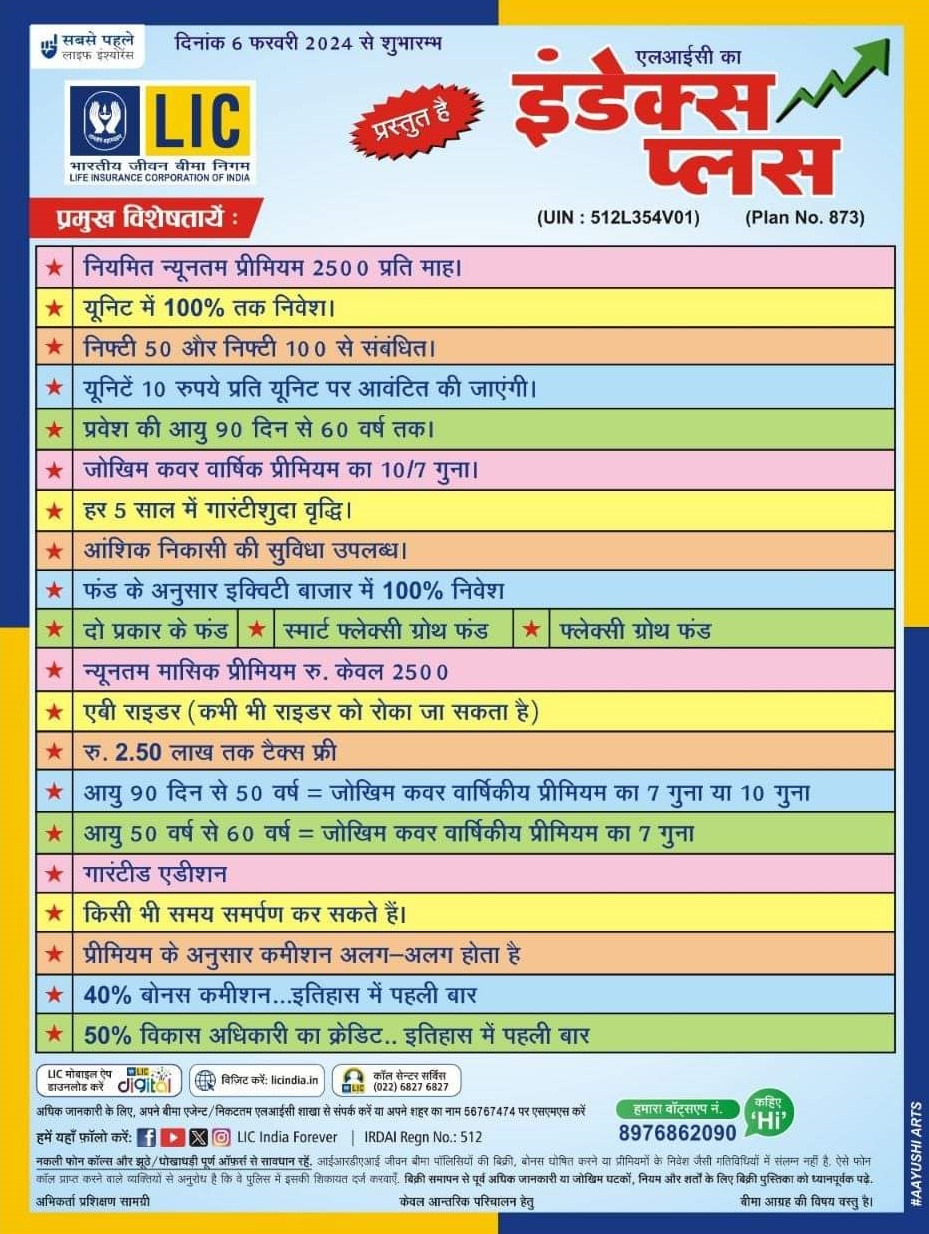 सबसे पहले
लाइफ इंश्योरेंस
दिनांक 6 फरवरी 2024 से शुभारम्भ
LIC
भारतीय जीवन बीमा निगम
LIFE INSURANCE CORPORATION OF INDIA
प्रस्तुत है
एलआईसी का
इंडेक्स
प्लस
(UIN : 512L354V01) (Plan No. 873)
प्रमुख विशेषतायें :
नियमित न्यूनतम प्रीमियम 2500 प्रति माह।
यूनिट में 100% तक निवेश।
निफ्टी 50 और निफ्टी 100 से संबंधित।
यूनिटें 10 रुपये प्रति यूनिट पर आवंटित की जाएंगी।
प्रवेश की आयु 90 दिन से 60 वर्ष तक।
जोखिम कवर वार्षिक प्रीमियम का 10/7 गुना।
हर 5 साल में गारंटीशुदा वृद्धि।
आंशिक निकासी की सुविधा उपलब्ध।
फंड के अनुसार इक्विटी बाजार में 100% निवेश
दो प्रकार के फंड स्मार्ट फ्लेक्सी ग्रोथ फंड फ्लेक्सी ग्रोथ फंड
न्यूनतम मासिक प्रीमियम रु. केवल 2500
एबी राइडर (कभी भी राइडर को रोका जा सकता है)
रु. 2.50 लाख तक टैक्स फ्री
आयु 90 दिन से 50 वर्ष = जोखिम कवर वार्षिकीय प्रीमियम का 7 गुना या 10 गुना
आयु 50 वर्ष से 60 वर्ष = जोखिम कवर वार्षिकीय प्रीमियम का 7 गुना
गारंटीड एडीशन
किसी भी समय समर्पण कर सकते हैं।
प्रीमियम के अनुसार कमीशन अलग–अलग होता है
40% बोनस कमीशन...इतिहास में पहली बार
50% विकास अधिकारी का क्रेडिट.. इतिहास में पहली बार
LIC मोबाइल ऐप
डाउनलोड करें
LIC
digital
विज़िट करें: licindia.in
LIC
कॉल सेन्टर सर्विस
(022) 6827 6827
अधिक जानकारी के लिए, अपने बीमा एजेन्ट/निकटतम एलआईसी शाखा से संपर्क करें या अपने शहर का नाम 56767474 पर एसएमएस करें
हमें यहाँ फ़ॉलो करें: LIC India Forever | IRDAI Regn No.: 512
हमारा वॉट्सएप नं.
8976862090
कहिए
'Hi'
नकली फोन कॉल्स और झूठे/धोखाधड़ी पूर्ण ऑफ़र्स से सावधान रहें. आईआरडीएआई जीवन बीमा पॉलिसियों की बिक्री, बोनस घोषित करने या प्रीमियमों के निवेश जैसी गतिविधियों में संलग्न नहीं है. ऐसे फोन
कॉल प्राप्त करने वाले व्यक्तियों से अनुरोध है कि वे पुलिस में इसकी शिकायत दर्ज करवाएँ. बिक्री समापन से पूर्व अधिक जानकारी या जोखिम घटकों, नियम और शर्तों के लिए बिक्री पुस्तिका को ध्यानपूर्वक पढ़े.
अभिकर्ता प्रशिक्षण सामग्री केवल आन्तरिक परिचालन हेतु बीमा आग्रह की विषय वस्तु है।
#AAYUSHI ARTS